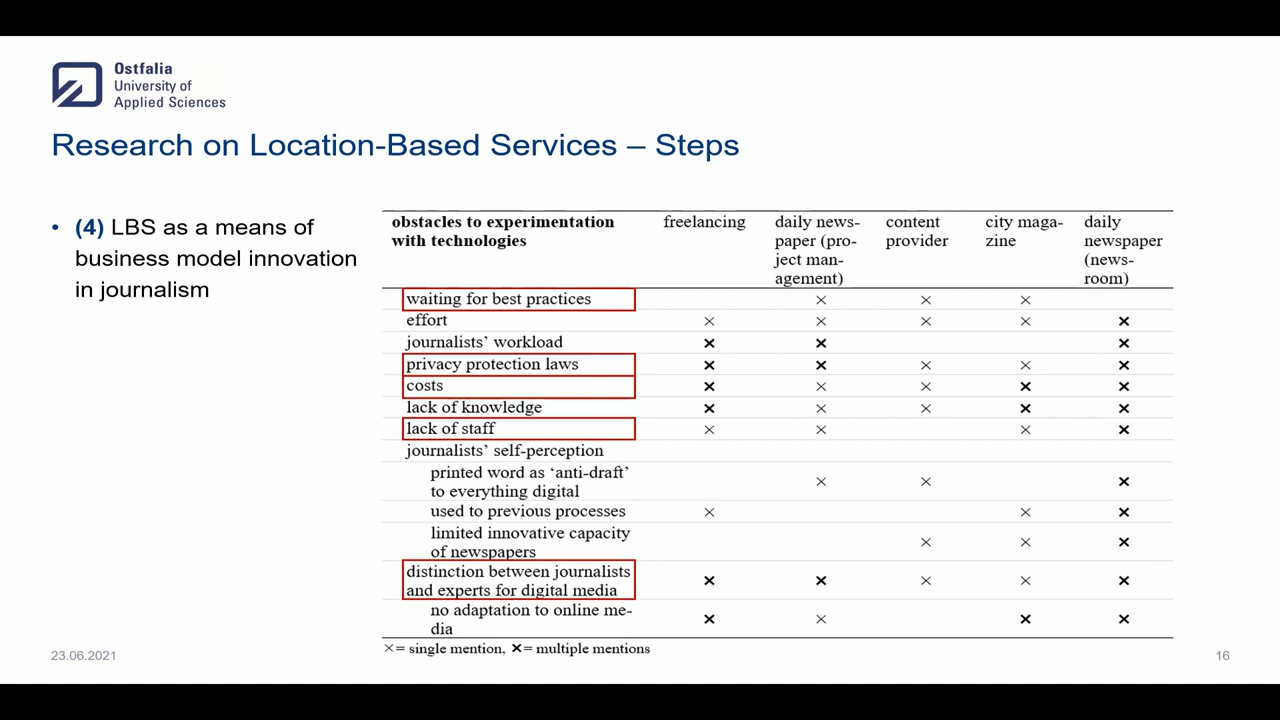 Ostfalia
University of
Applied Sciences
Research on Location-Based Services – Steps
• (4) LBS as a means of
business model innovation
in journalism
obstacles to experimentation
with technologies
freelancing
daily news-
paper (pro-
ject man-
agement)
content
provider
city maga-
zine
daily
newspaper
(news-
room)
waiting for best practices × × ×
effort × × × × ×
journalists’ workload × × ×
privacy protection laws × × × × ×
costs × × × × ×
lack of knowledge × × × × ×
lack of staff × × × ×
journalists’ self-perception
printed word as ‘anti-draft’
to everything digital × × ×
used to previous processes × × ×
limited innovative capacity
of newspapers × × ×
distinction between journalists
and experts for digital media × × × × ×
no adaptation to online me-
dia × × × ×
×= single mention, ×= multiple mentions
23.06.2021
16